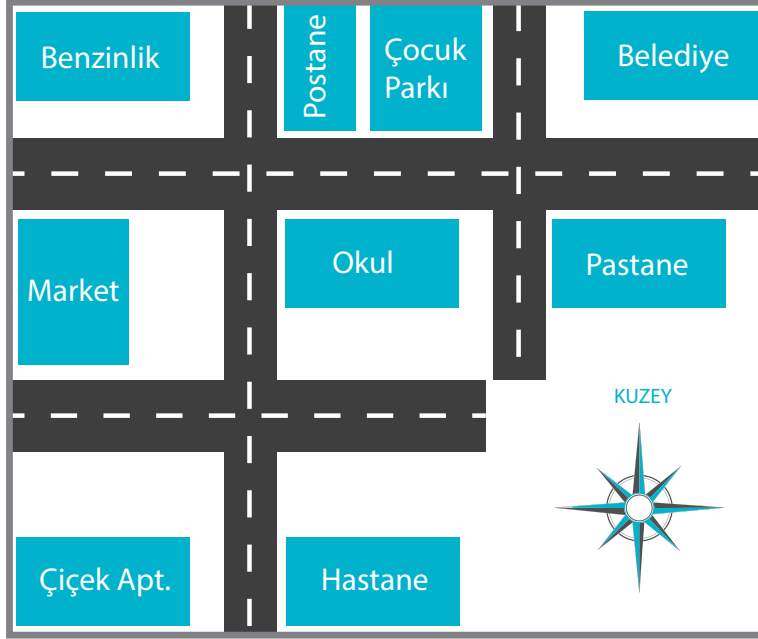 Benzinlik
Postane
Çocuk
Parkı
Belediye
Market
Okul
Pastane
KUZEY
Çiçek Apt.
Hastane